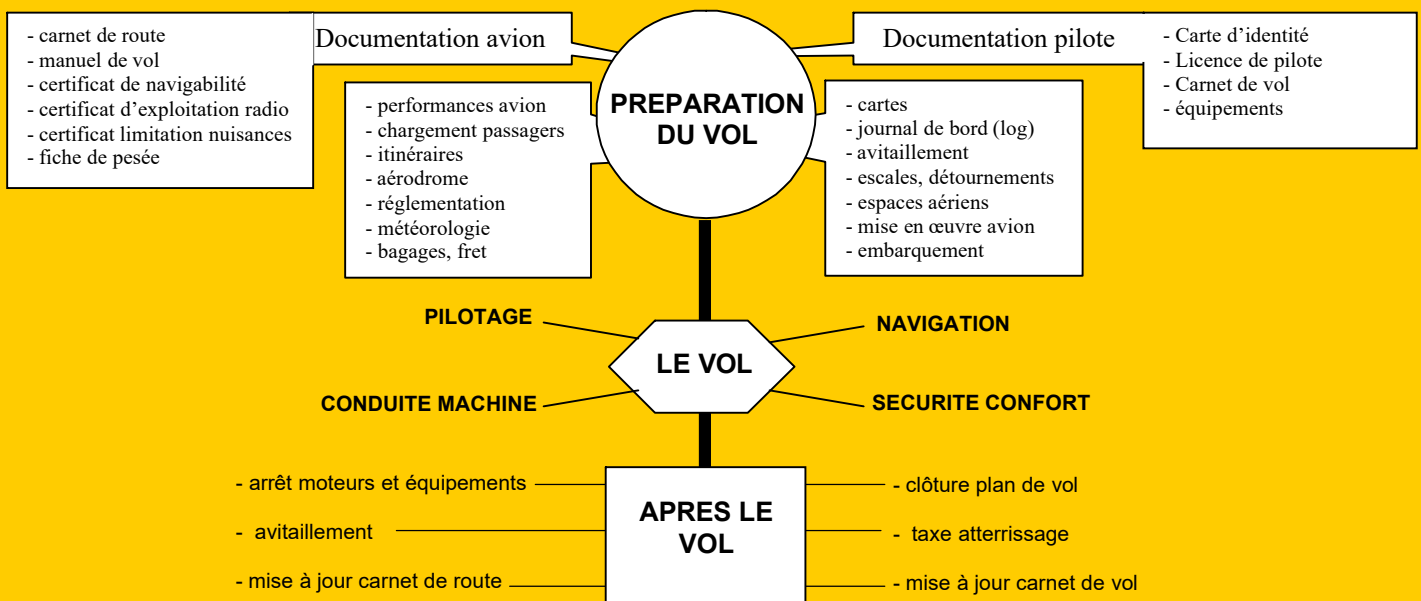 - carnet de route
- manuel de vol
- certificat de navigabilité
- certificat d’exploitation radio
- certificat limitation nuisances
- fiche de pesée
Documentation avion
- performances avion
- chargement passagers
- itinéraires
- aérodrome
- réglementation
- météorologie
- bagages, fret
PREPARATION
DU VOL
Documentation pilote
- Carte d’identité
- Licence de pilote
- Carnet de vol
- équipements
- cartes
- journal de bord (log)
- avitaillement
- escales, détournements
- espaces aériens
- mise en œuvre avion
- embarquement
PILOTAGE
NAVIGATION
LE VOL
CONDUITE MACHINE
SECURITE CONFORT
- arrêt moteurs et équipements
- avitaillement
- mise à jour carnet de route
APRES LE
VOL
- clôture plan de vol
- taxe atterrissage
- mise à jour carnet de vol